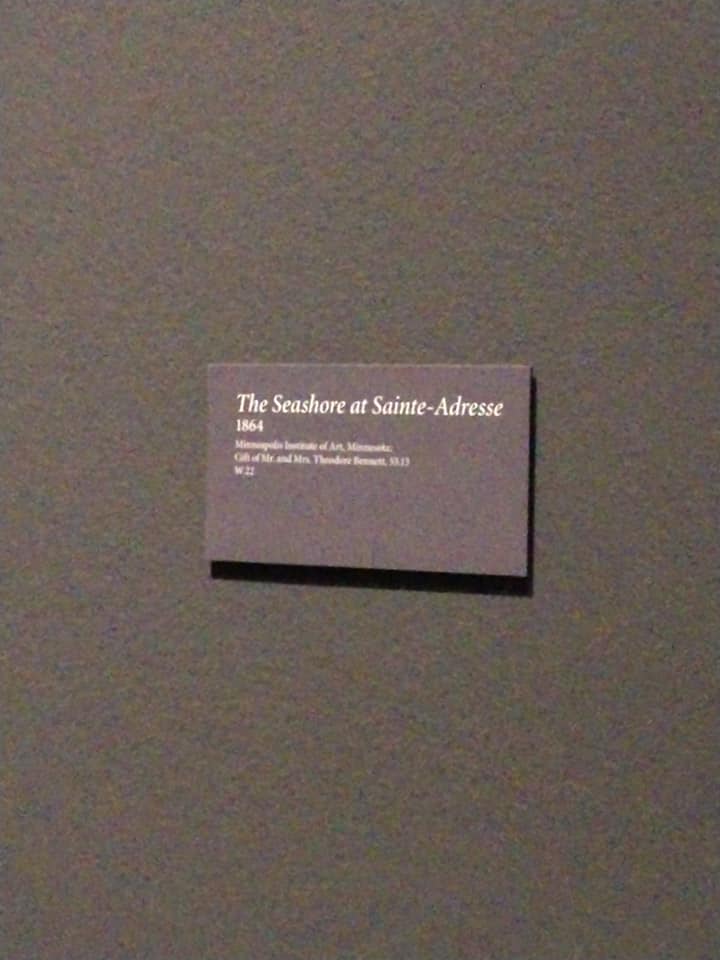 The Seashore at Sainte-Adresse
1864
Minneapolis Institute of Art, Minnesota;
Gift of Mr. and Mrs. Theodore Bennett, 53.13
W.22